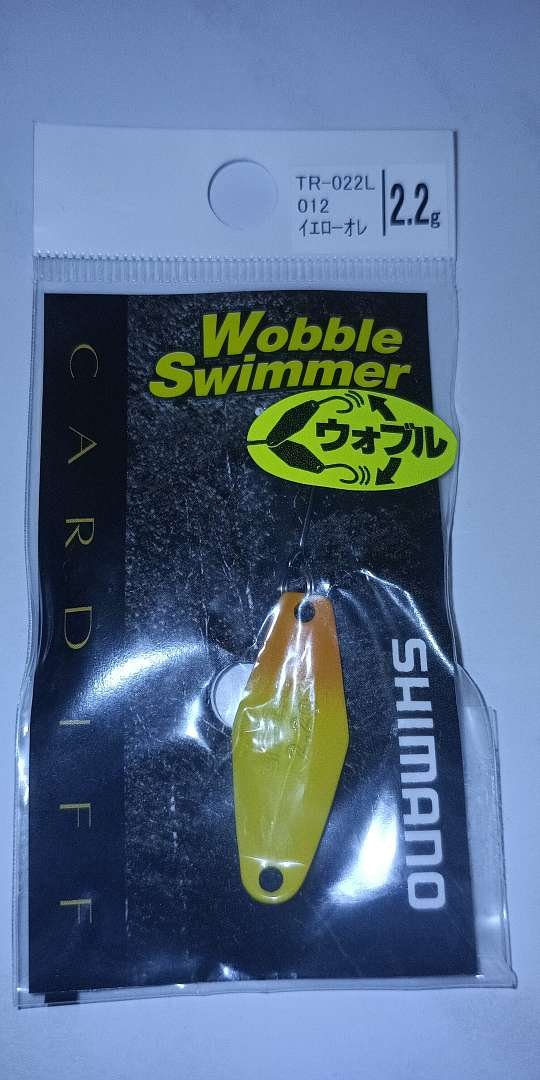 TR-022L
012
イエローオレ
2.2g
Wobble
Swimmer
ウォブル
CARDIFF
SHIMANO